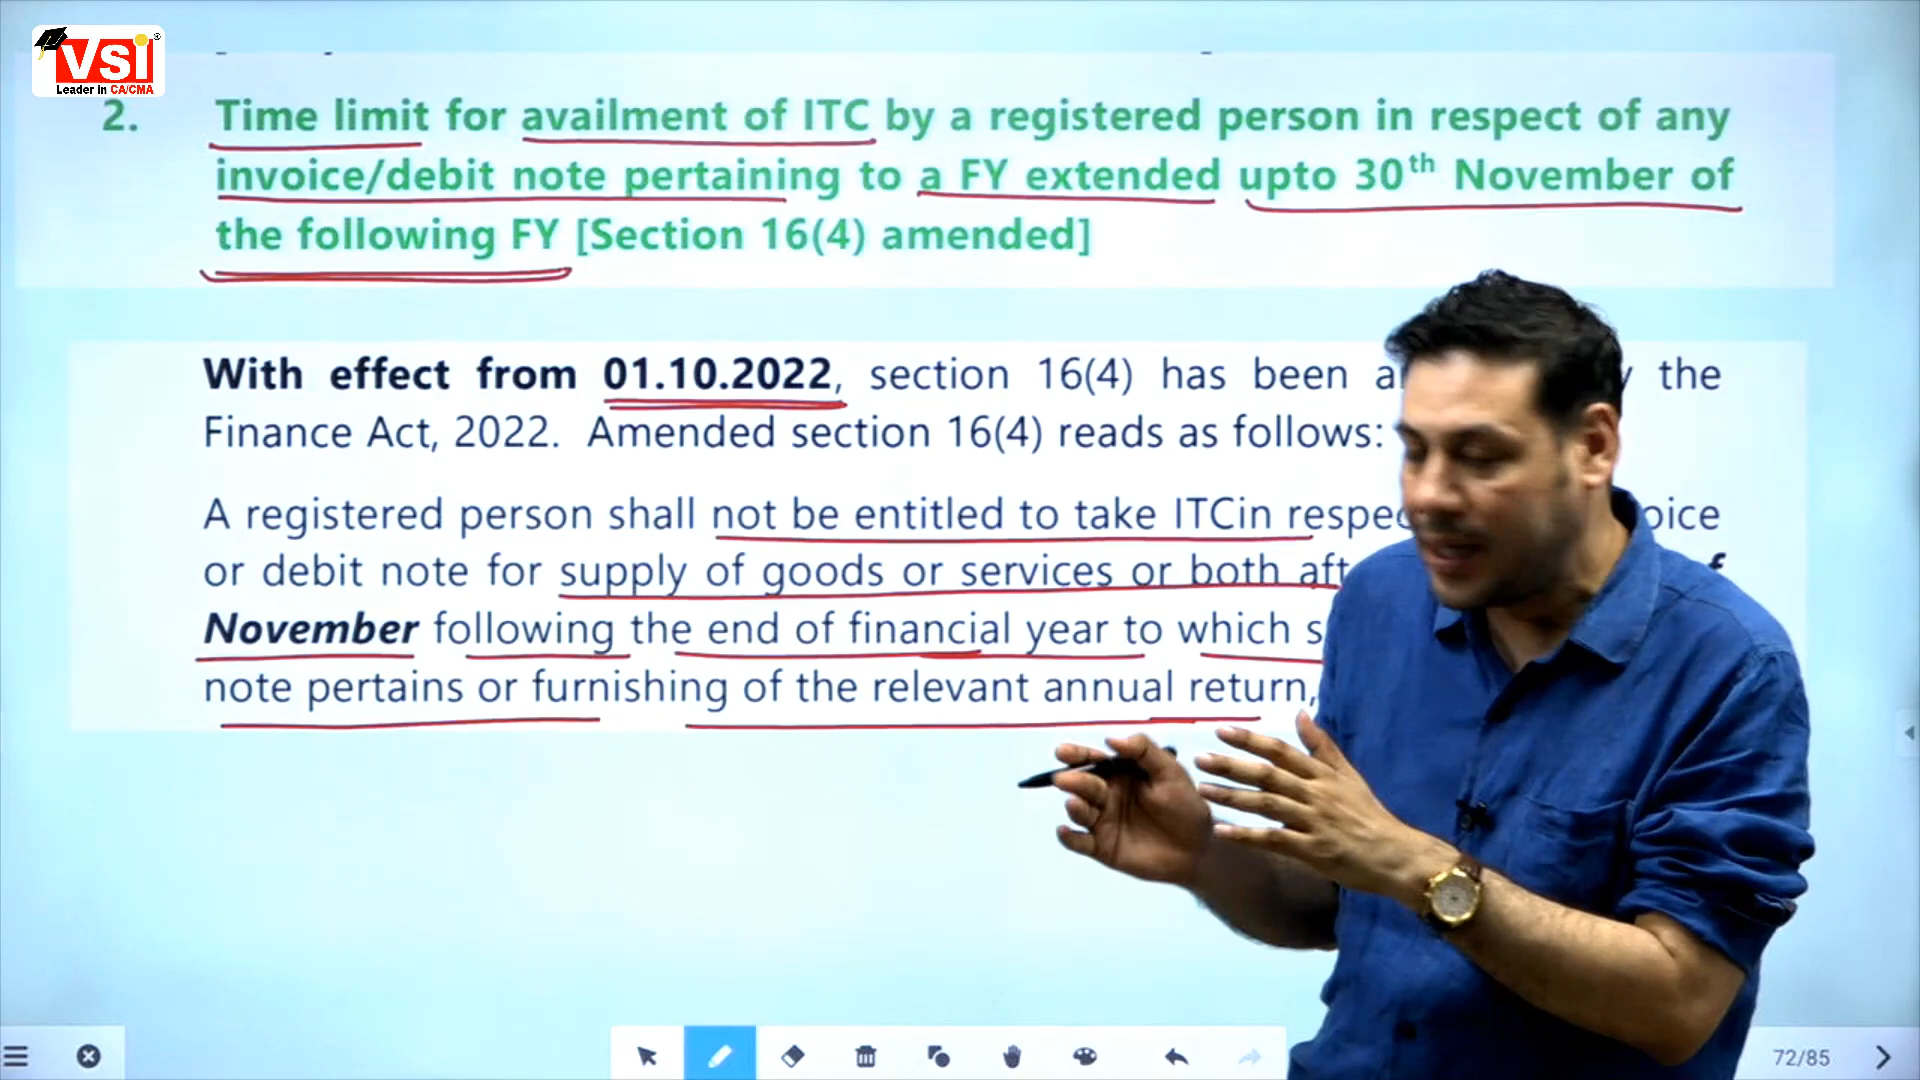 VSI®
Leader in CA/CMA
2. Time limit for availment of ITC by a registered person in respect of any
invoice/debit note pertaining to a FY extended upto 30th November of
the following FY [Section 16(4) amended]
With effect from 01.10.2022, section 16(4) has been the
Finance Act, 2022. Amended section 16(4) reads as follows:
A registered person shall not be entitled to take ITCin
or debit note for supply of goods or services or both
November following the end of financial year to which
note pertains or furnishing of the relevant annual return,
72/85